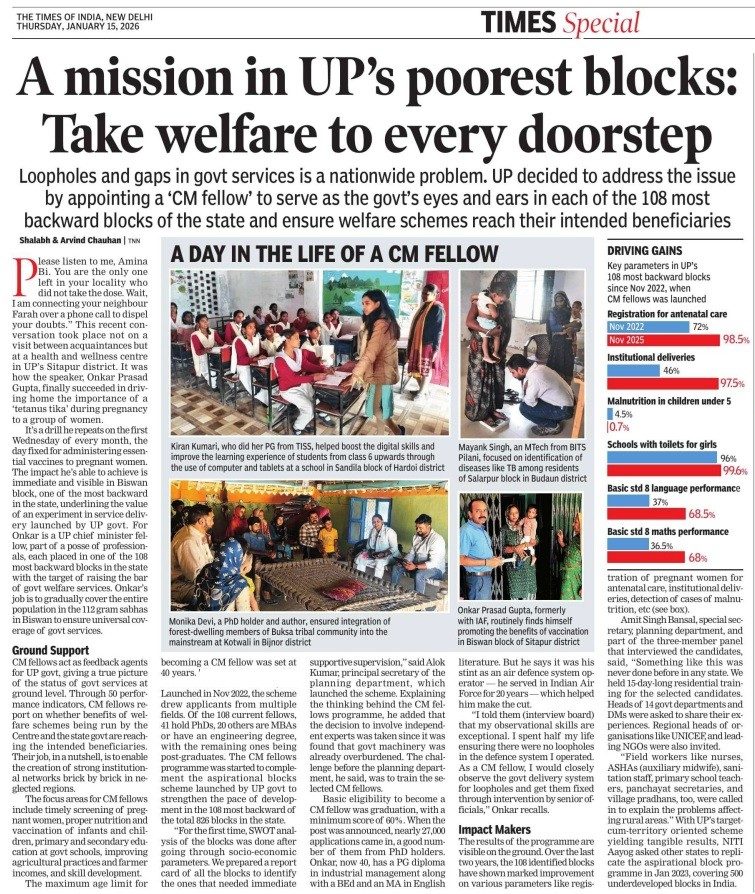 THE TIMES OF INDIA, NEW DELHI
THURSDAY, JANUARY 15, 2026
TIMES Special
A mission in UP's poorest blocks:
Take welfare to every doorstep
Loopholes and gaps in govt services is a nationwide problem. UP decided to address the issue
by appointing a 'CM fellow' to serve as the govt's eyes and ears in each of the 108 most
backward blocks of the state and ensure welfare schemes reach their intended beneficiaries
Shalabh & Arvind Chauhan | TNN
Please listen to me, Amina
Bi. You are the only one
left in your locality who
did not take the dose. Wait,
I am connecting your neighbour
Farah over a phone call to dispel
your doubts." This recent con-
versation took place not on a
visit between acquaintances but
at a health and wellness centre
in UP's Sitapur district. It was
how the speaker, Onkar Prasad
Gupta, finally succeeded in driv-
ing home the importance of a
'tetanus tika' during pregnancy
to a group of women.
It's a drill he repeats on the first
Wednesday of every month, the
day fixed for administering essen-
tial vaccines to pregnant women.
The impact he's able to achieve is
immediate and visible in Biswan
block, one of the most backward
in the state, underlining the value
of an experiment in service deliv-
ery launched by UP govt. For
Onkar is a UP chief minister fel-
low, part of a posse of profession-
als, each placed in one of the 108
most backward blocks in the state
with the target of raising the bar
of govt welfare services. Onkar's
job is to gradually cover the entire
population in the 112 gram sabhas
in Biswan to ensure universal cov-
erage of govt services.
Ground Support
CM fellows act as feedback agents
for UP govt, giving a true picture
of the status of govt services at
ground level. Through 50 perfor-
mance indicators, CM fellows re-
port on whether benefits of wel-
fare schemes being run by the
Centre and the state govt are reach-
ing the intended beneficiaries.
Their job, in a nutshell, is to enable
the creation of strong institution-
al networks brick by brick in ne-
glected regions.
The focus areas for CM fellows
include timely screening of preg-
nant women, proper nutrition and
vaccination of infants and chil-
dren, primary and secondary edu-
cation at govt schools, improving
agricultural practices and farmer
incomes, and skill development.
The maximum age limit for
A DAY IN THE LIFE OF A CM FELLOW
Kiran Kumari, who did her PG from TISS, helped boost the digital skills and
improve the learning experience of students from class 6 upwards through
the use of computer and tablets at a school in Sandila block of Hardoi district
Mayank Singh, an MTech from BITS
Pilani, focused on identification of
diseases like TB among residents
of Salarpur block in Budaun district
Monika Devi, a PhD holder and author, ensured integration of
forest-dwelling members of Buksa tribal community into the
mainstream at Kotwali in Bijnor district
Onkar Prasad Gupta, formerly
with IAF, routinely finds himself
promoting the benefits of vaccination
in Biswan block of Sitapur district
becoming a CM fellow was set at
40 years.
Launched in Nov 2022, the scheme
drew applicants from multiple
fields. Of the 108 current fellows,
41 hold PhDs, 20 others are MBAs
or have an engineering degree,
with the remaining ones being
post-graduates. The CM fellows
programme was started to comple-
ment the aspirational blocks
scheme launched by UP govt to
strengthen the pace of develop-
ment in the 108 most backward of
the total 826 blocks in the state.
"For the first time, SWOT anal-
ysis of the blocks was done after
going through socio-economic
parameters. We prepared a report
card of all the blocks to identify
the ones that needed immediate
supportive supervision," said Alok
Kumar, principal secretary of the
planning department, which
launched the scheme. Explaining
the thinking behind the CM fel-
lows programme, he added that
the decision to involve independ-
ent experts was taken since it was
found that govt machinery was
already overburdened. The chal-
lenge before the planning depart-
ment, he said, was to train the se-
lected CM fellows.
Basic eligibility to become a
CM fellow was graduation, with a
minimum score of 60%. When the
post was announced, nearly 27,000
applications came in, a good num-
ber of them from PhD holders.
Onkar, now 40, has a PG diploma
in industrial management along
with a BEd and an MA in English
literature. But he says it was his
stint as an air defence system op-
erator — he served in Indian Air
Force for 20 years — which helped
him make the cut.
"I told them (interview board)
that my observational skills are
exceptional. I spent half my life
ensuring there were no loopholes
in the defence system I operated.
As a CM fellow, I would closely
observe the govt delivery system
for loopholes and get them fixed
through intervention by senior of-
ficials," Onkar recalls.
Impact Makers
The results of the programme are
visible on the ground. Over the last
two years, the 108 identified blocks
have shown marked improvement
on various parameters like regis-
DRIVING GAINS
Key parameters in UP's
108 most backward blocks
since Nov 2022, when
CM fellows was launched
Registration for antenatal care
Nov 2022 72%
Nov 2025 98.5%
Institutional deliveries
46%
97.5%
Malnutrition in children under 5
4.5%
0.7%
Schools with toilets for girls
96%
99.6%
Basic std 8 language performance
37%
68.5%
Basic std 8 maths performance
36.5%
68%
tration of pregnant women for
antenatal care, institutional deliv-
eries, detection of cases of malnu-
trition, etc (see box).
Amit Singh Bansal, special sec-
retary, planning department, and
part of the three-member panel
that interviewed the candidates,
said, "Something like this was
never done before in any state. We
held 15-day-long residential train-
ing for the selected candidates.
Heads of 14 govt departments and
DMs were asked to share their ex-
periences. Regional heads of or-
ganisations like UNICEF, and lead-
ing NGOs were also invited.
"Field workers like nurses,
ASHAs (auxiliary midwife), sani-
tation staff, primary school teach-
ers, panchayat secretaries, and
village pradhans, too, were called
in to explain the problems affect-
ing rural areas." With UP's target-
cum-territory oriented scheme
yielding tangible results, NITI
Aayog asked other states to repli-
cate the aspirational block pro-
gramme in Jan 2023, covering 500
underdeveloped blocks in India.